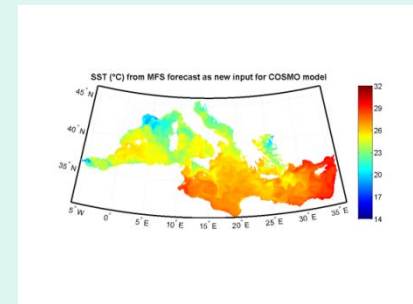 SST (°C) from MFS forecast as new input for COSMO model
45°N
40°N
35°N
5°W
0°
5°E
10°E
15°E
20°E
25°E
30°E
35°E
32
29
26
23
20
17
14